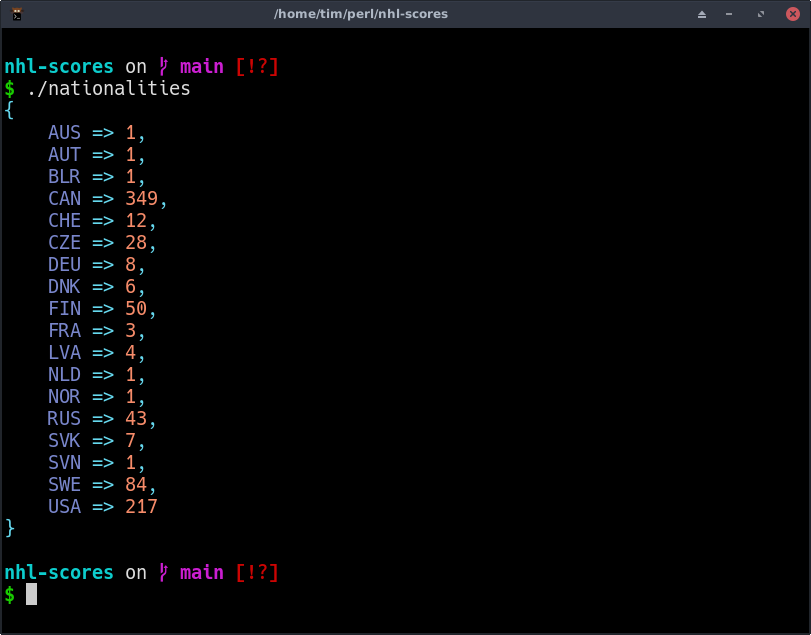 /home/tim/perl/nhl-scores
nhl-scores on main [!?]
$ ./nationalities
{
    AUS => 1,
    AUT => 1,
    BLR => 1,
    CAN => 349,
    CHE => 12,
    CZE => 28,
    DEU => 8,
    DNK => 6,
    FIN => 50,
    FRA => 3,
    LVA => 4,
    NLD => 1,
    NOR => 1,
    RUS => 43,
    SVK => 7,
    SVN => 1,
    SWE => 84,
    USA => 217
}
nhl-scores on main [!?]
$